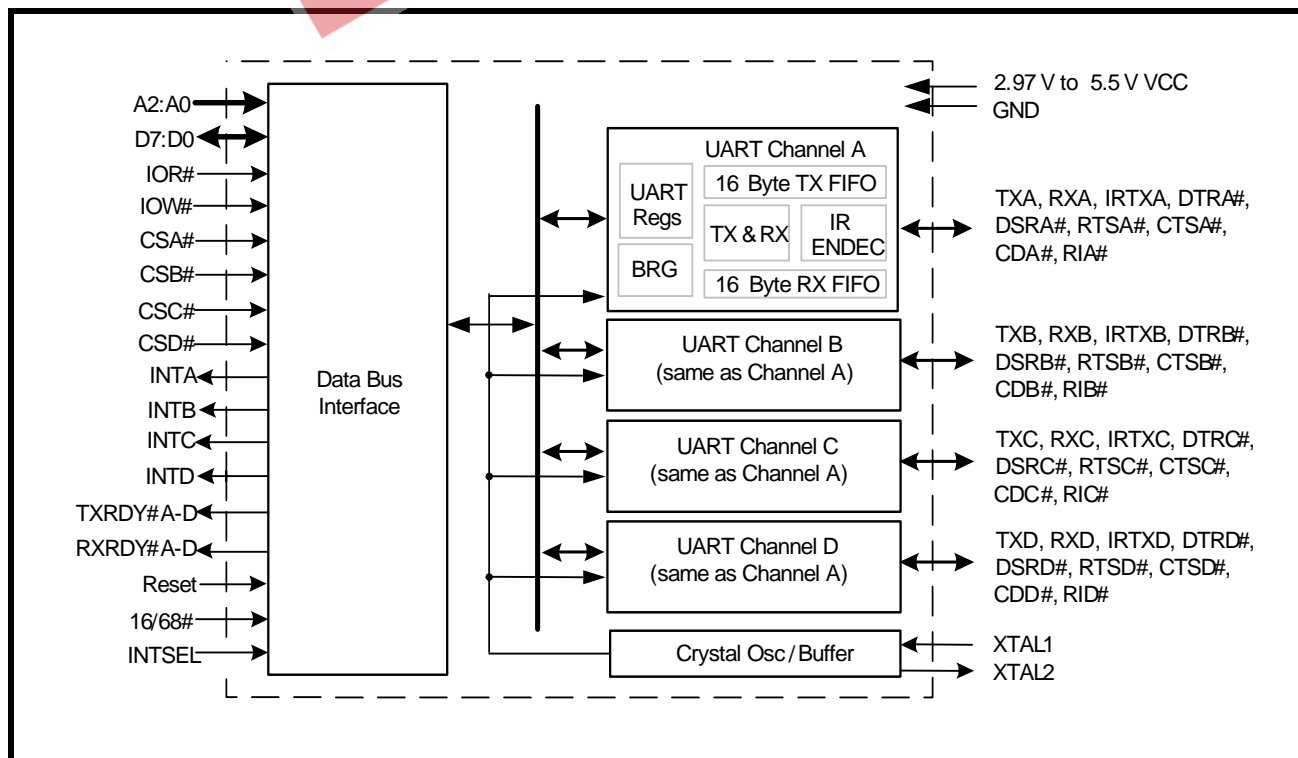 A2:A0
D7:D0
IOR#
IOW#
CSA#
CSB#
CSC#
CSD#
INTA
INTB
INTC
INTD
TXRDY# A-D
RXRDY# A-D
Reset
16/68#
INTSEL
Data Bus
Interface
UART Channel A
UART
Regs
BRG
16 Byte TX FIFO
TX & RX
IR
ENDEC
16 Byte RX FIFO
UART Channel B
(same as Channel A)
UART Channel C
(same as Channel A)
UART Channel D
(same as Channel A)
Crystal Osc / Buffer
2.97 V to 5.5 V VCC
GND
TXA, RXA, IRTXA, DTRA#,
DSRA#, RTSA#, CTSA#,
CDA#, RIA#
TXB, RXB, IRTXB, DTRB#,
DSRB#, RTSB#, CTSB#,
CDB#, RIB#
TXC, RXC, IRTXC, DTRC#,
DSRC#, RTSC#, CTSC#,
CDC#, RIC#
TXD, RXD, IRTXD, DTRD#,
DSRD#, RTSD#, CTSD#,
CDD#, RID#
XTAL1
XTAL2